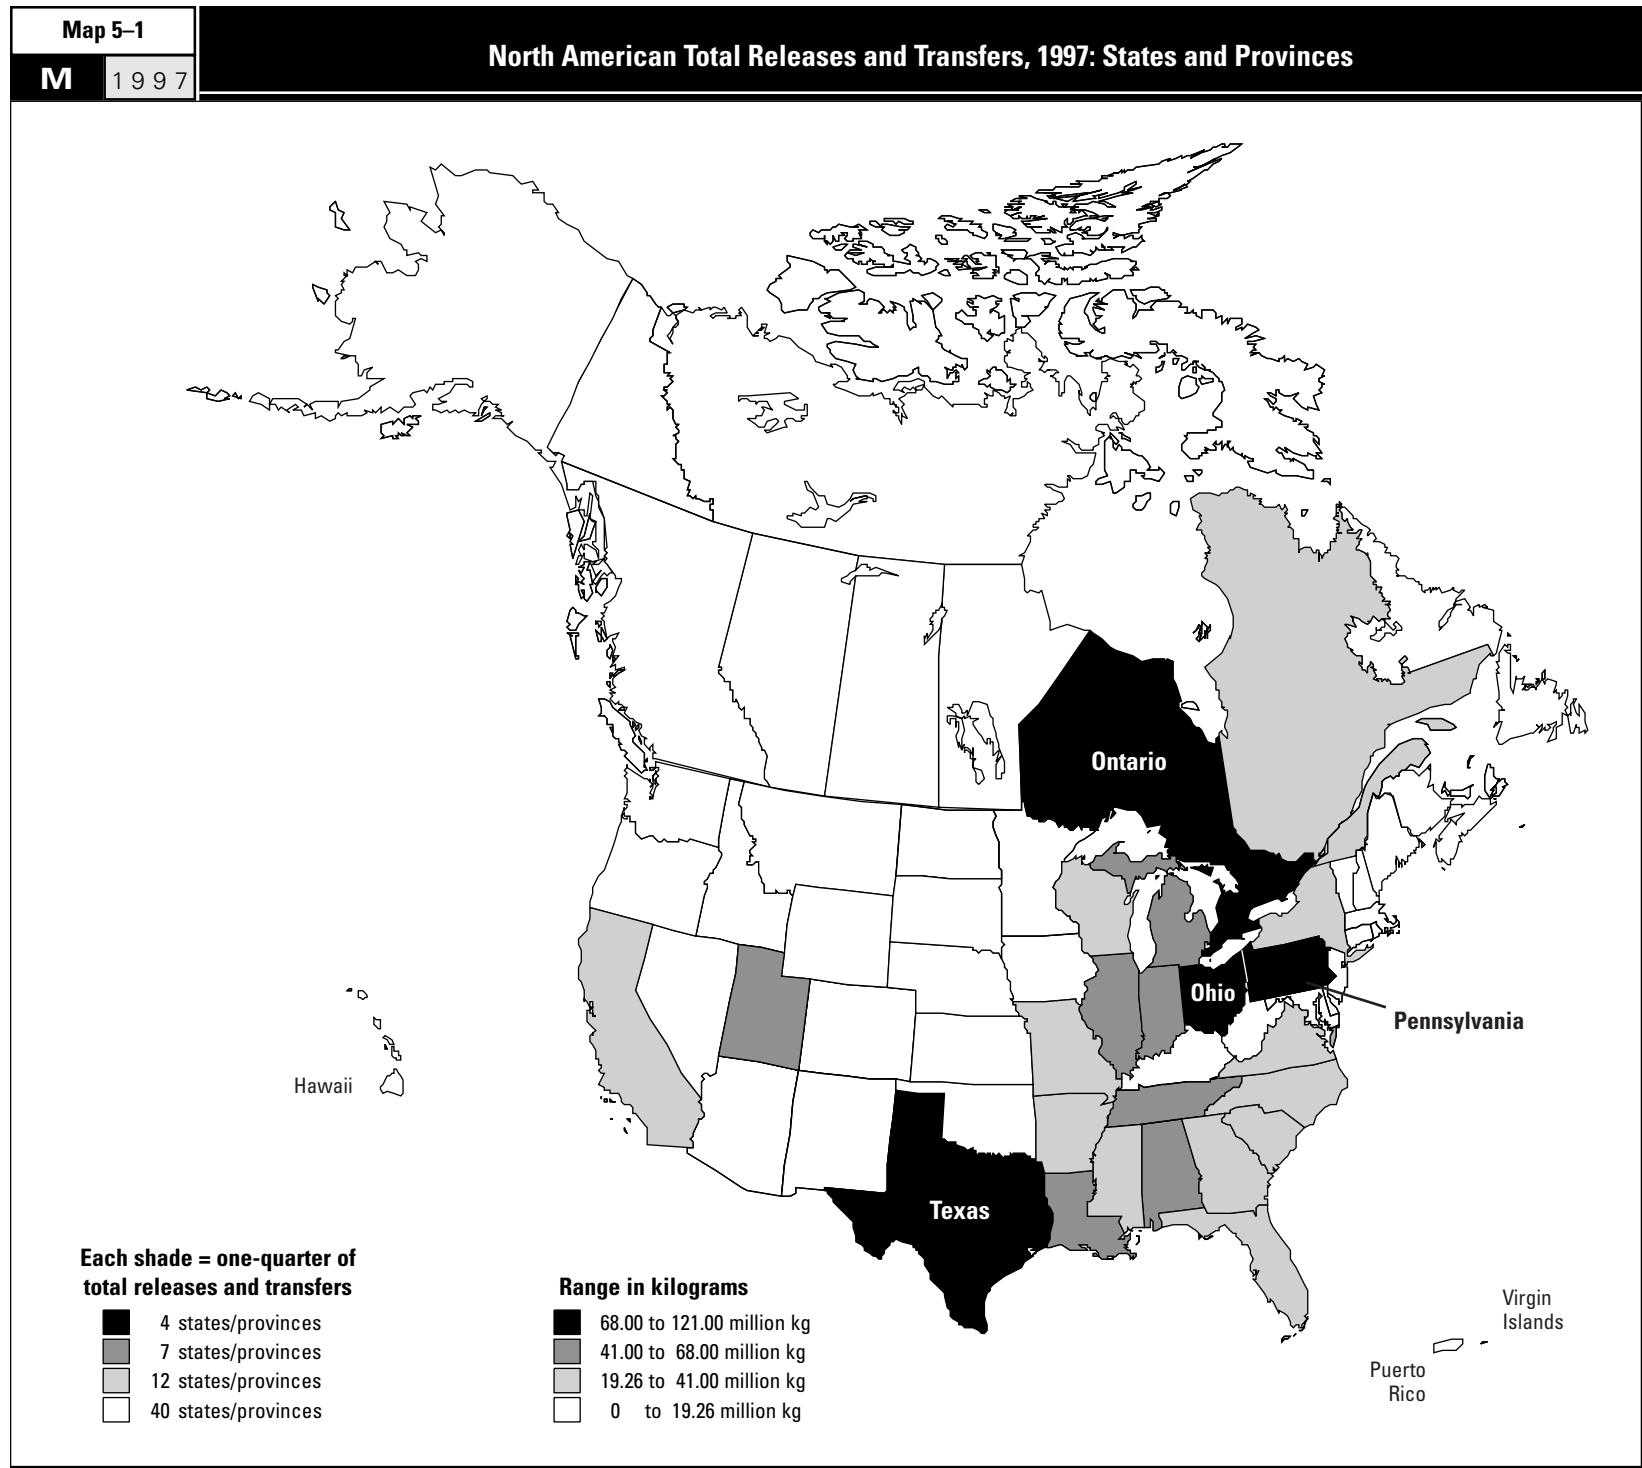 Map 5–1
M 1997
North American Total Releases and Transfers, 1997: States and Provinces
Ontario
Ohio
Pennsylvania
Hawaii
Texas
Each shade = one-quarter of
total releases and transfers
4 states/provinces
7 states/provinces
12 states/provinces
40 states/provinces
Range in kilograms
68.00 to 121.00 million kg
41.00 to 68.00 million kg
19.26 to 41.00 million kg
0 to 19.26 million kg
Virgin
Islands
Puerto
Rico